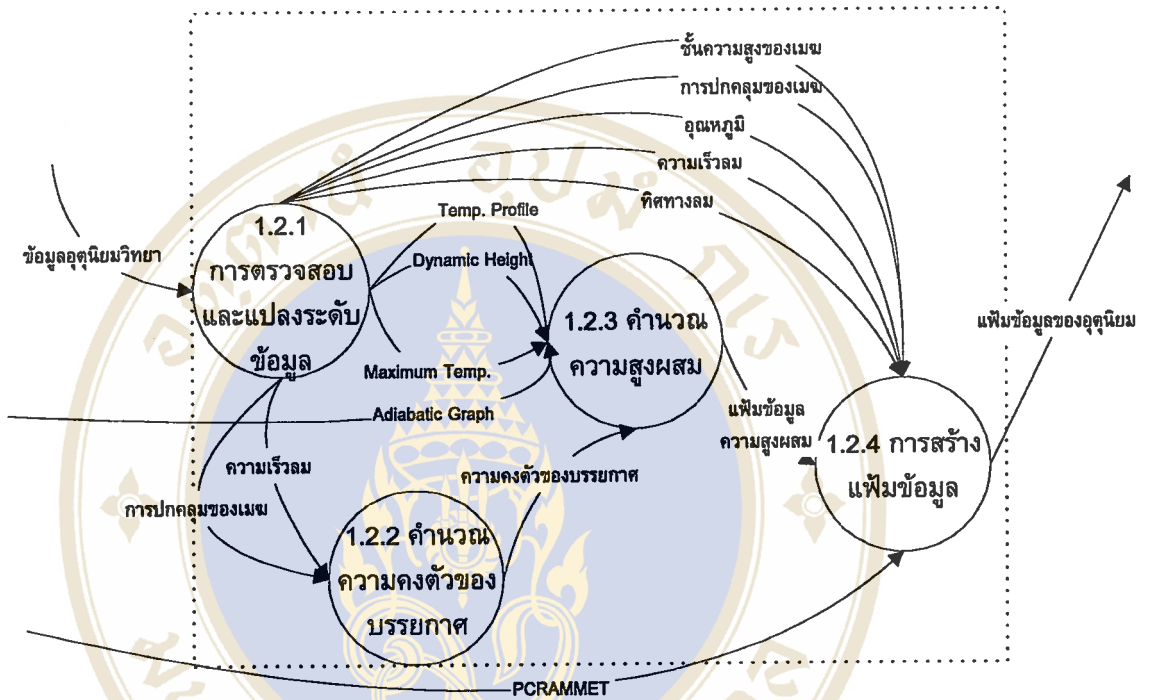 ชั้นความสูงของเมฆ
การปกคลุมของเมฆ
อุณหภูมิ
ความเร็วลม
ทิศทางลม
Temp. Profile
Dynamic Height
ข้อมูลอุตุนิยมวิทยา
1.2.1
การตรวจสอบ
และแปลงระดับ
ข้อมูล
1.2.3 คำนวณ
ความสูงผสม
แฟ้มข้อมูลของอุตุนิยม
Maximum Temp.
Adiabatic Graph
แฟ้มข้อมูล
ความสูงผสม
1.2.4 การสร้าง
แฟ้มข้อมูล
ความเร็วลม
การปกคลุมของเมฆ
ความคงตัวของบรรยกาศ
1.2.2 คำนวณ
ความคงตัวของ
บรรยกาศ
PCRAMMET